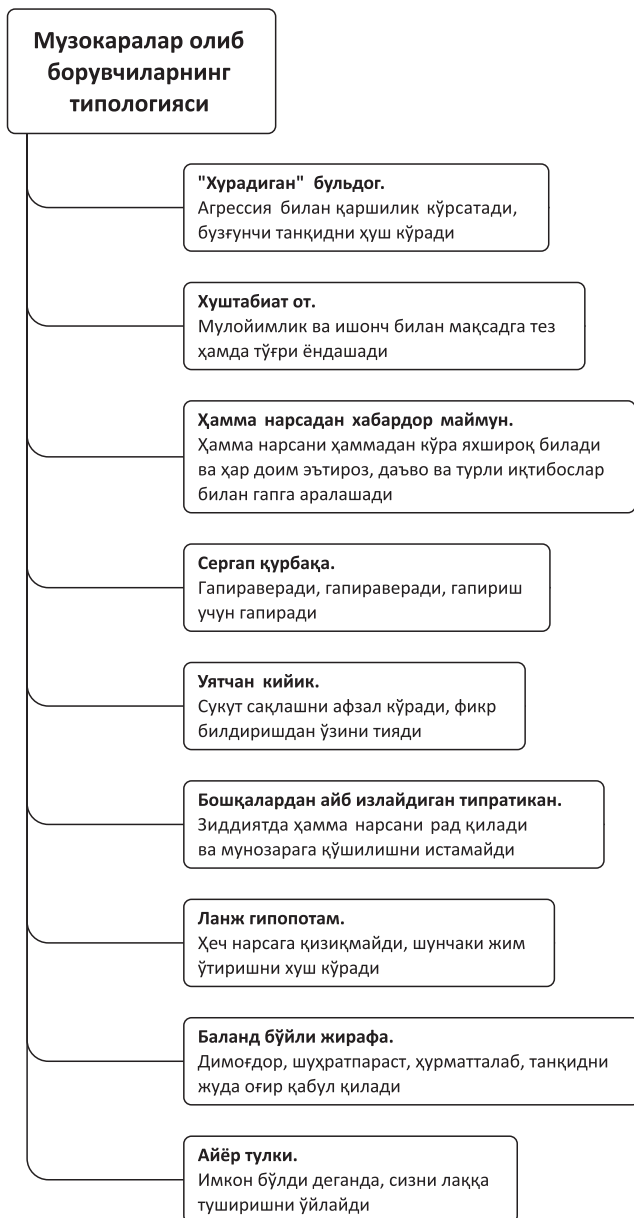 Музокаралар олиб
борувчиларнинг
типологияси
"Хурадиган" бульдог.
Агрессия билан қаршилик кўрсатади,
бузғунчи танқидни ҳуш кўради
Хуштабиат от.
Мулойимлик ва ишонч билан мақсадга тез
ҳамда тўғри ёндашади
Ҳамма нарсадан хабардор маймун.
Ҳамма нарсани ҳаммадан кўра яхшироқ билади
ва ҳар доим эътироз, даъво ва турли иқтибослар
билан гапга аралашади
Сергап қурбақа.
Гапираверади, гапираверади, гапириш
учун гапиради
Уятчан кийик.
Сукут сақлашни афзал кўради, фикр
билдиришдан ўзини тияди
Бошқалардан айб излайдиган типратикан.
Зиддиятда ҳамма нарсани рад қилади
ва мунозарага қўшилишни истамайди
Ланж гипопотам.
Ҳеч нарсага қизиқмайди, шунчаки жим
ўтиришни хуш кўради
Баланд бўйли жирафа.
Димоғдор, шуҳратпараст, ҳурматталаб, танқидни
жуда оғир қабул қилади
Айёр тулки.
Имкон бўлди деганда, сизни лаққа
туширишни ўйлайди